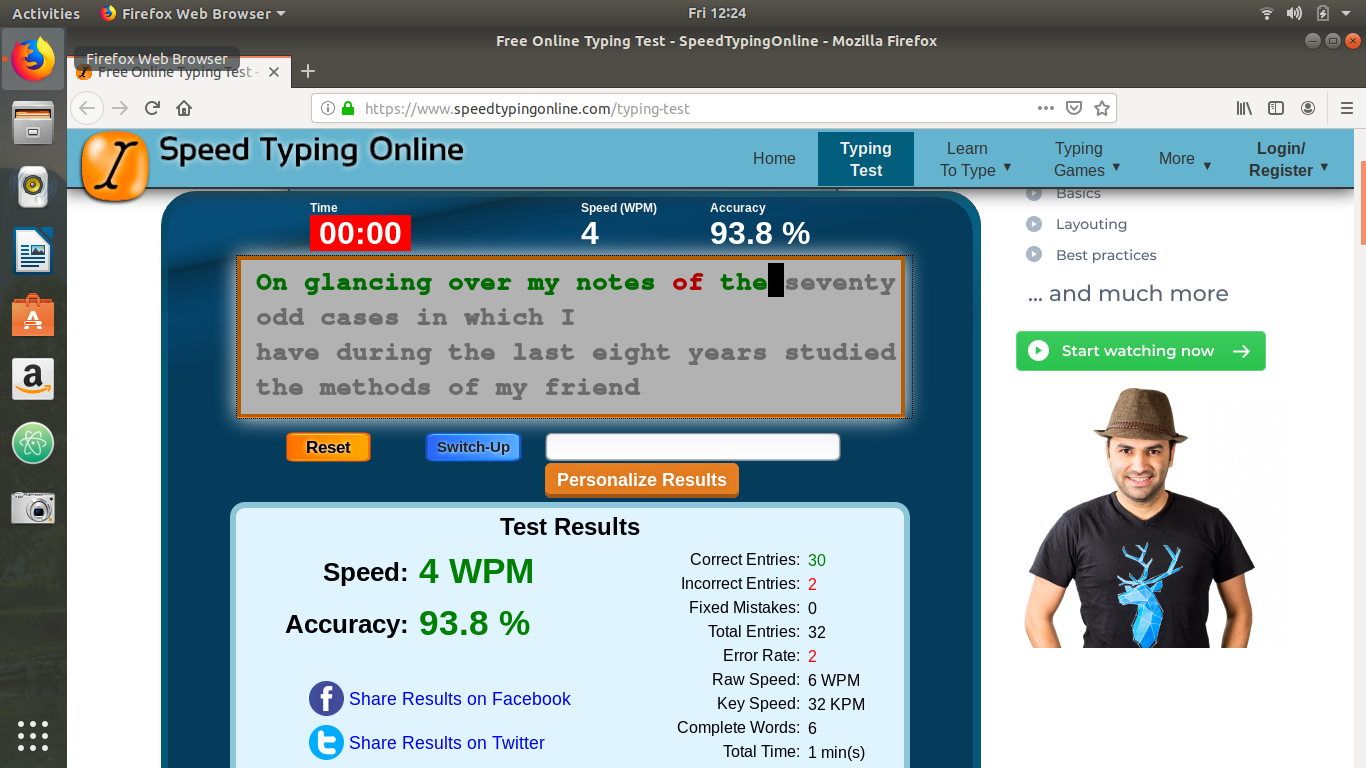 Activities Firefox Web Browser Fri 12:24
Free Online Typing Test - SpeedTypingOnline - Mozilla Firefox
Firefox Web Browser
Free Online Typing Test -
https://www.speedtypingonline.com/typing-test
Speed Typing Online
Home
Typing Test
Learn To Type
Typing Games
More
Login/ Register
Time
00:00
Speed (WPM)
4
Accuracy
93.8 %
On glancing over my notes of the seventy
odd cases in which I
have during the last eight years studied
the methods of my friend
Reset
Switch-Up
Personalize Results
Test Results
Speed: 4 WPM
Accuracy: 93.8 %
Share Results on Facebook
Share Results on Twitter
Correct Entries: 30
Incorrect Entries: 2
Fixed Mistakes: 0
Total Entries: 32
Error Rate: 2
Raw Speed: 6 WPM
Key Speed: 32 KPM
Complete Words: 6
Total Time: 1 min(s)
Basics
Layouting
Best practices
... and much more
Start watching now